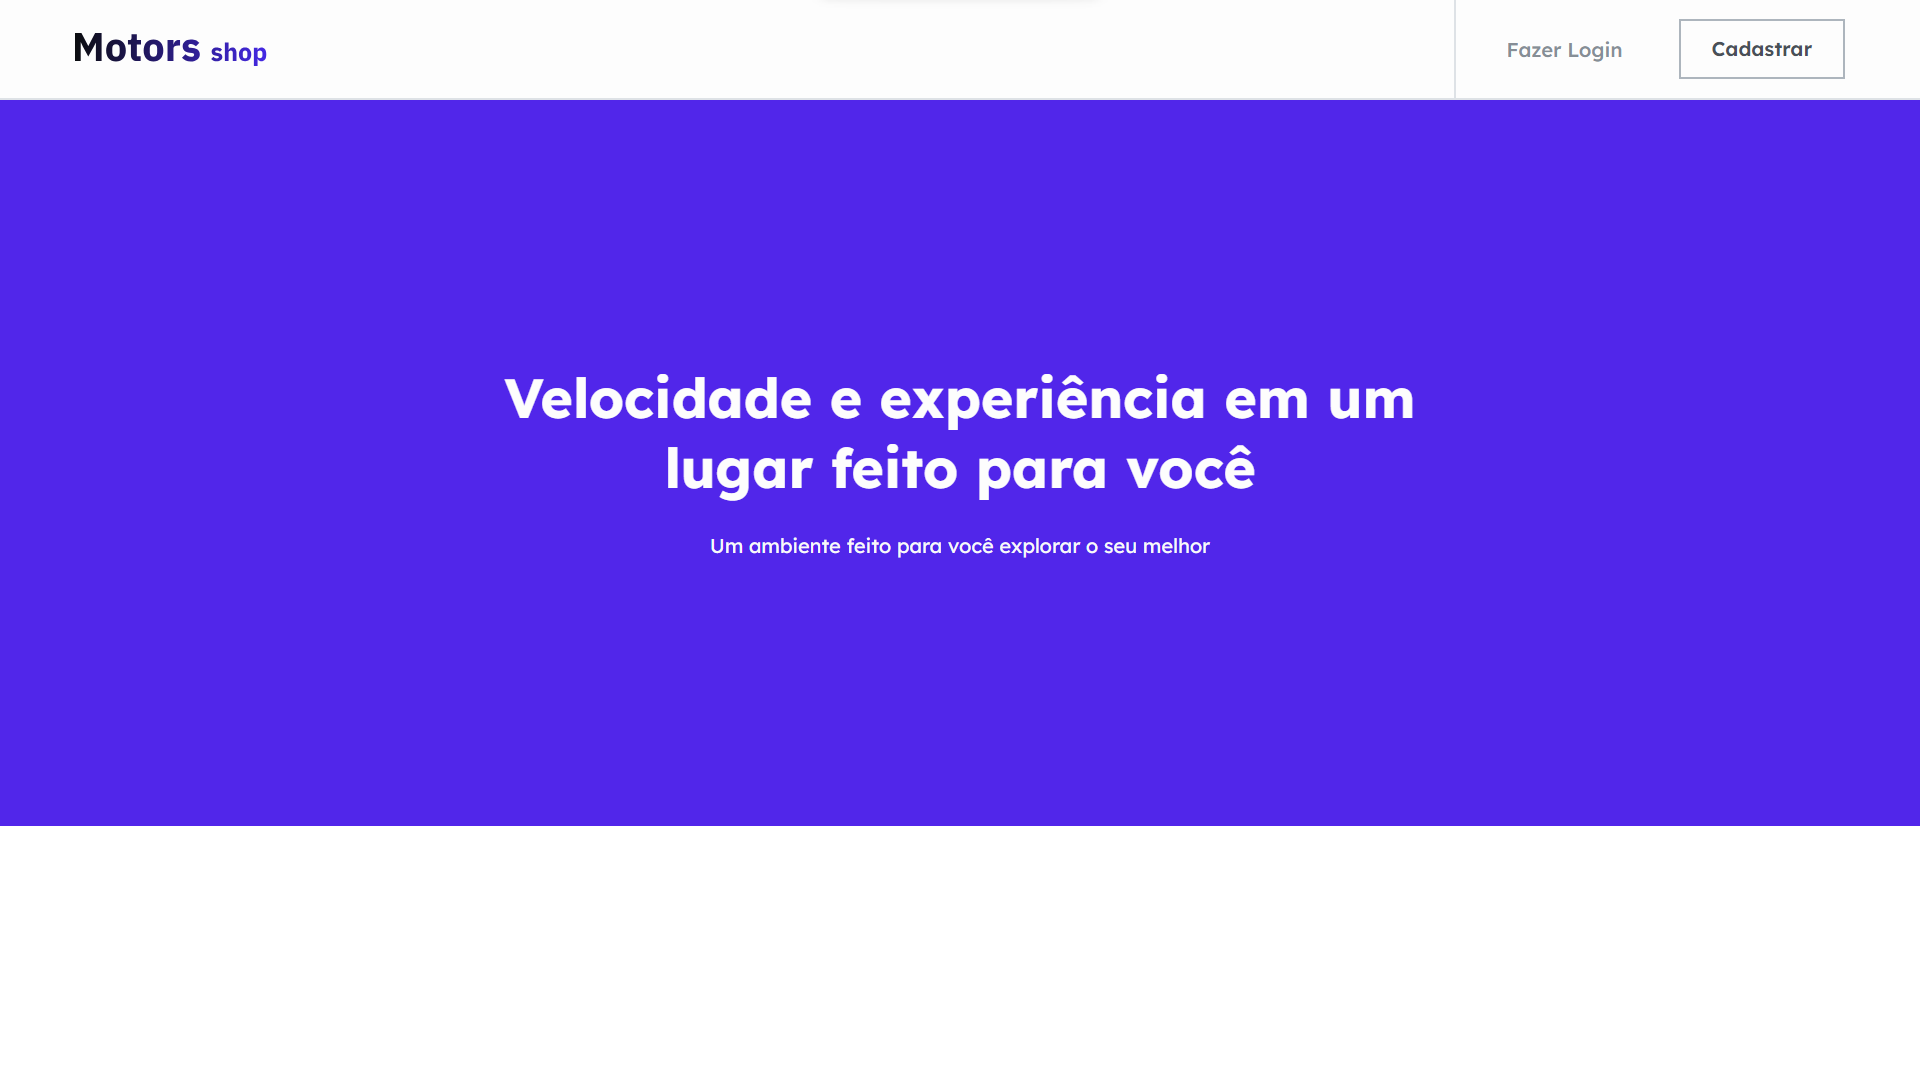 Motors shop
Fazer Login
Cadastrar
Velocidade e experiência em um
lugar feito para você
Um ambiente feito para você explorar o seu melhor